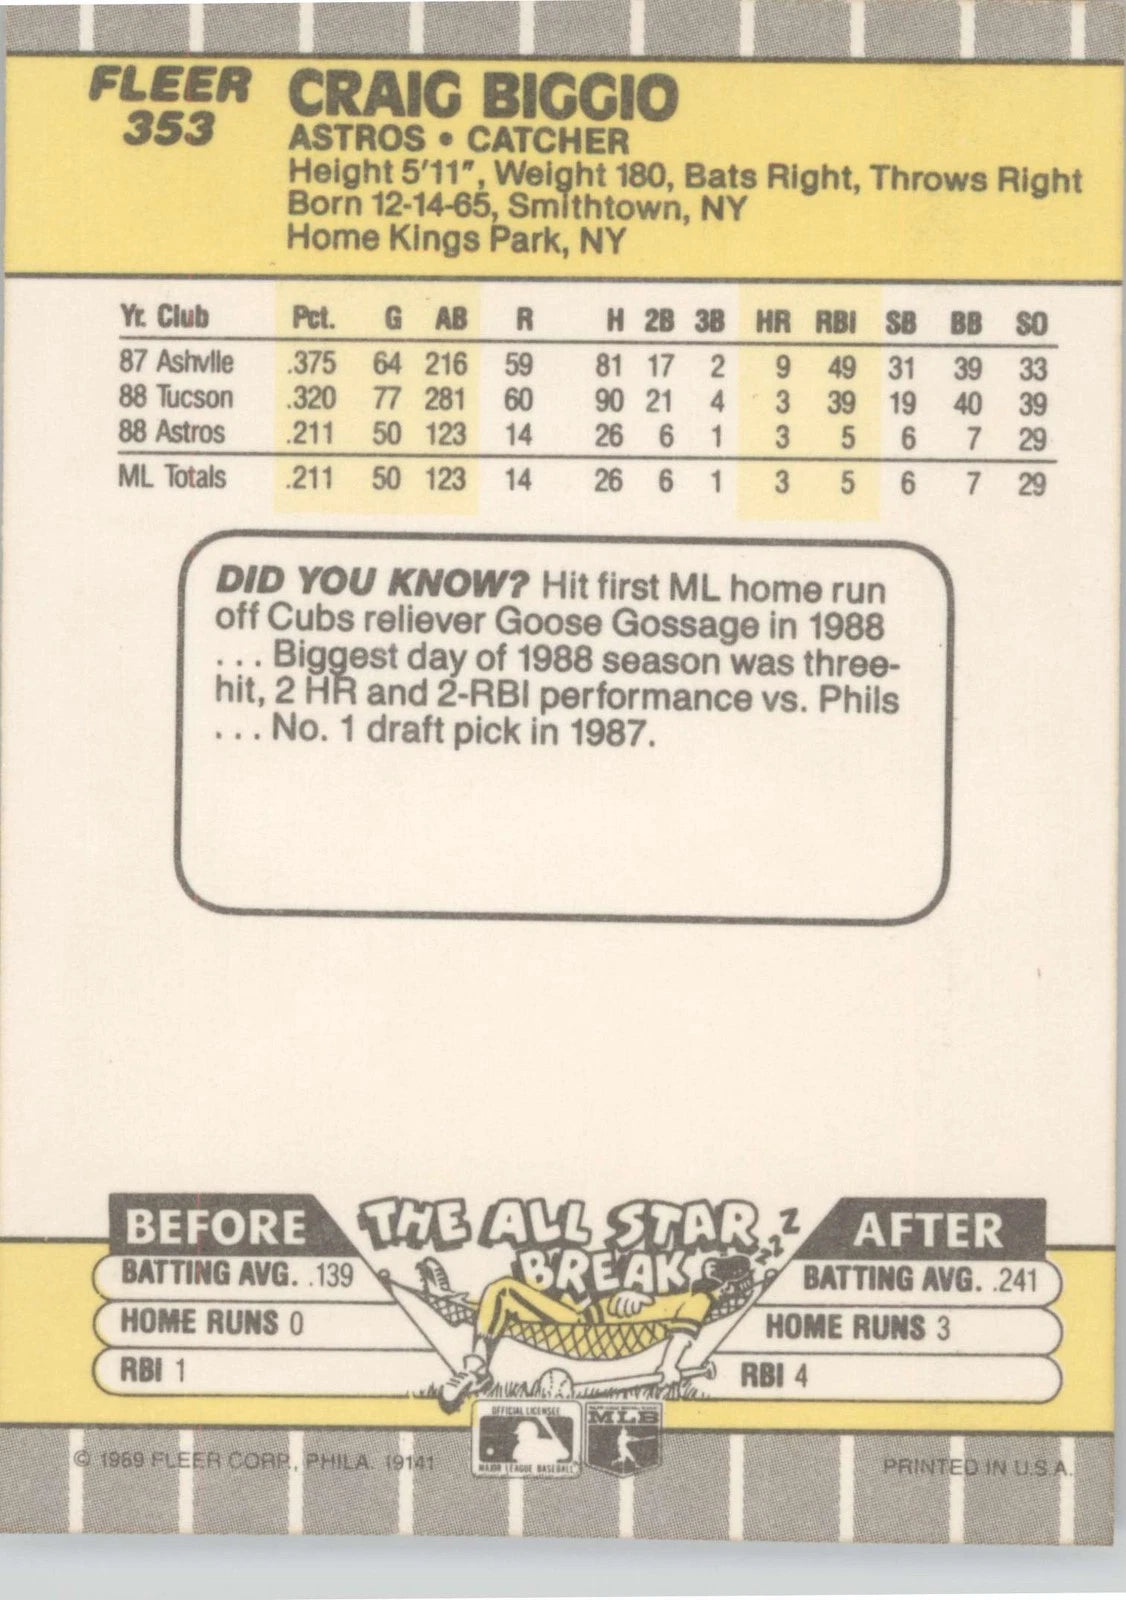 FLEER
353
CRAIG BIGGIO
ASTROS • CATCHER
Height 5'11", Weight 180, Bats Right, Throws Right
Born 12-14-65, Smithtown, NY
Home Kings Park, NY
Yr. Club Pct. G AB R H 2B 3B HR RBI SB BB SO
87 Ashvlle .375 64 216 59 81 17 2 9 49 31 39 33
88 Tucson .320 77 281 60 90 21 4 3 39 19 40 39
88 Astros .211 50 123 14 26 6 1 3 5 6 7 29
ML Totals .211 50 123 14 26 6 1 3 5 6 7 29
DID YOU KNOW? Hit first ML home run
off Cubs reliever Goose Gossage in 1988
... Biggest day of 1988 season was three-
hit, 2 HR and 2-RBI performance vs. Phils
... No. 1 draft pick in 1987.
BEFORE
BATTING AVG. .139
HOME RUNS 0
RBI 1
THE ALL STAR
BREAK
ZZZ
AFTER
BATTING AVG. .241
HOME RUNS 3
RBI 4
OFFICIAL LICENSEE
MAJOR LEAGUE BASEBALL
MLB
© 1989 FLEER CORP., PHILA. 19141
PRINTED IN U.S.A.